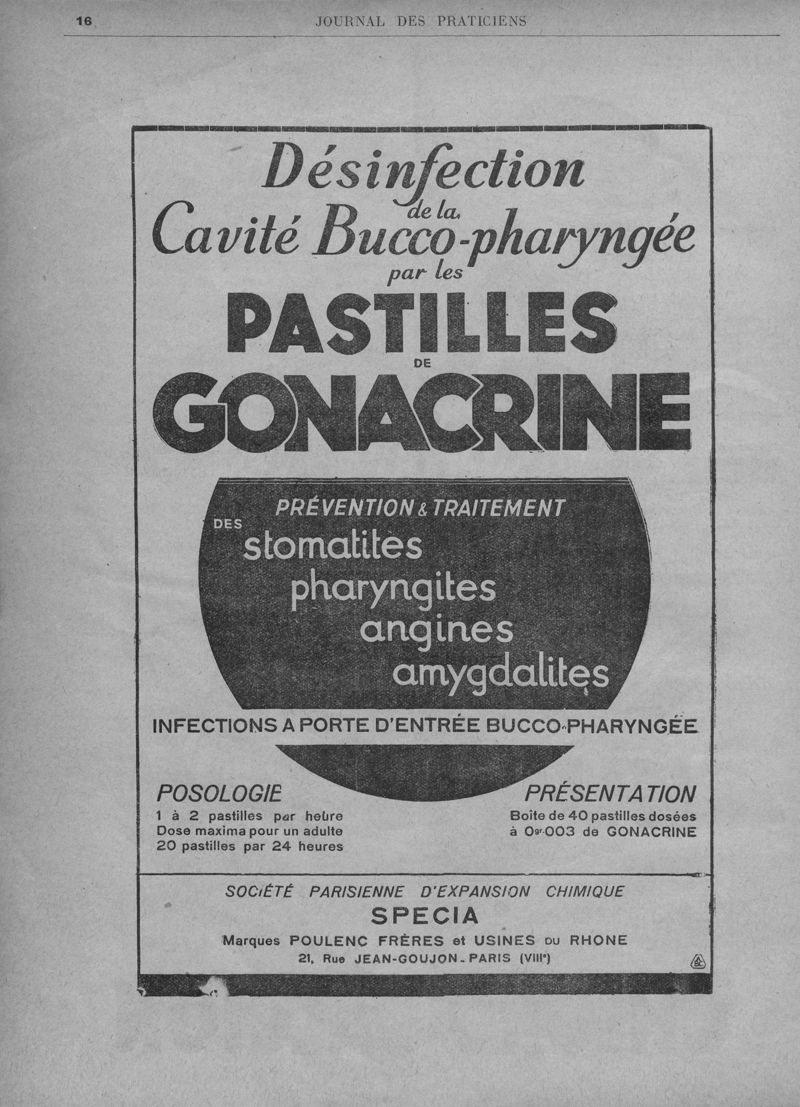 16
JOURNAL DES PRATICIENS
Désinfection
de la
Cavité Bucco-pharyngée
par les
PASTILLES
DE
GONACRINE
PRÉVENTION & TRAITEMENT
DES
stomatites
pharyngites
angines
amygdalites
INFECTIONS A PORTE D'ENTRÉE BUCCO-PHARYNGÉE
POSOLOGIE
1 à 2 pastilles par heure
Dose maxima pour un adulte
20 pastilles par 24 heures
PRÉSENTATION
Boite de 40 pastilles dosées
à 0gr.003 de GONACRINE
SOCIÉTÉ PARISIENNE D'EXPANSION CHIMIQUE
SPECIA
Marques POULENC FRÈRES et USINES DU RHONE
21, Rue JEAN-GOUJON - PARIS (VIIIe)